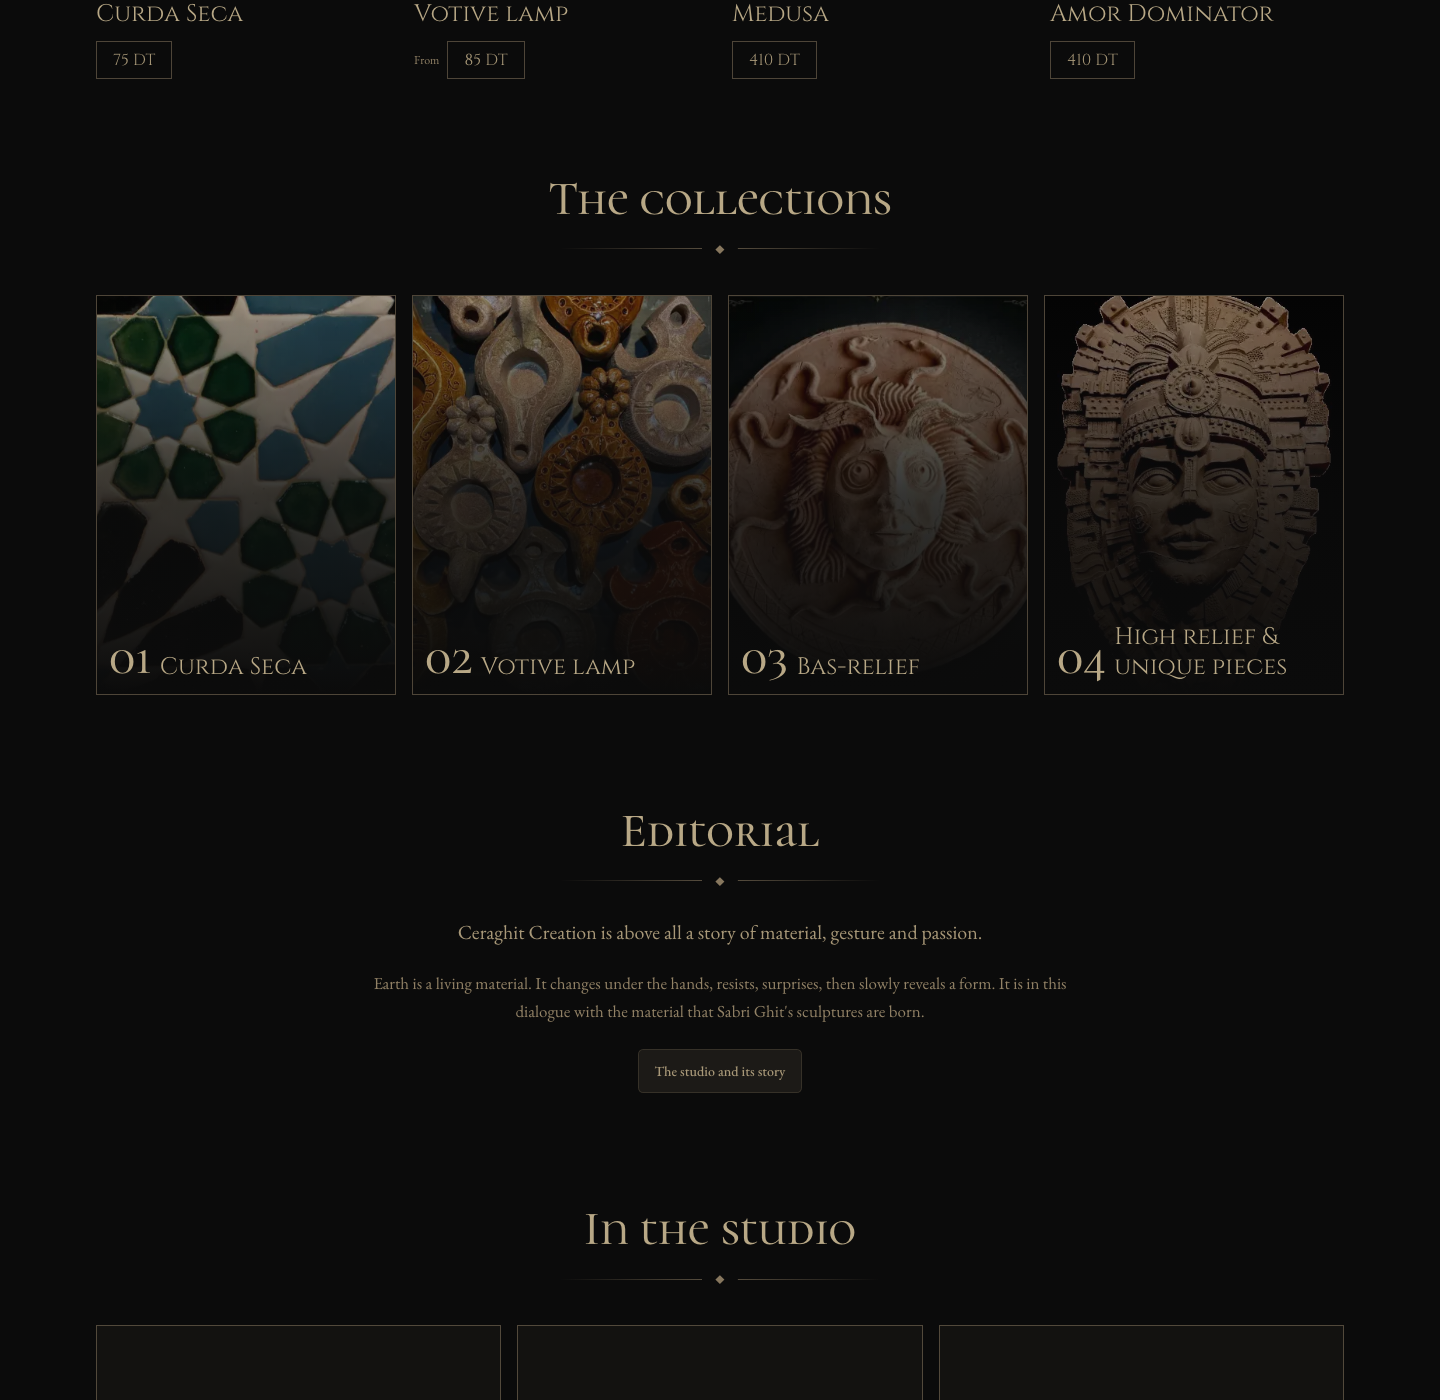 Curda Seca
Votive lamp
Medusa
Amor Dominator
75 DT
From 85 DT
410 DT
410 DT
The collections
01 Curda Seca
02 Votive lamp
03 Bas-relief
04 High relief &
unique pieces
Editorial
Ceraghit Creation is above all a story of material, gesture and passion.
Earth is a living material. It changes under the hands, resists, surprises, then slowly reveals a form. It is in this
dialogue with the material that Sabri Ghit's sculptures are born.
The studio and its story
In the studio